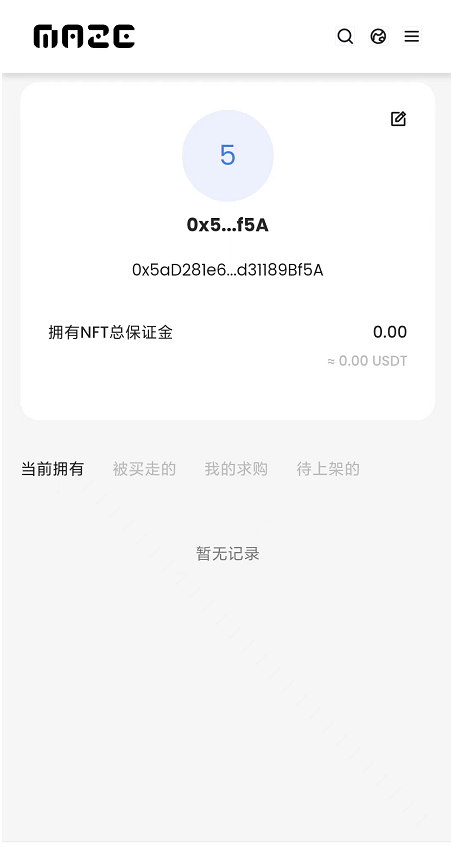 MAZE
5
0x5...f5A
0x5aD281e6...d31189Bf5A
拥有NFT总保证金 0.00
≈ 0.00 USDT
当前拥有 被买走的 我的求购 待上架的
暂无记录